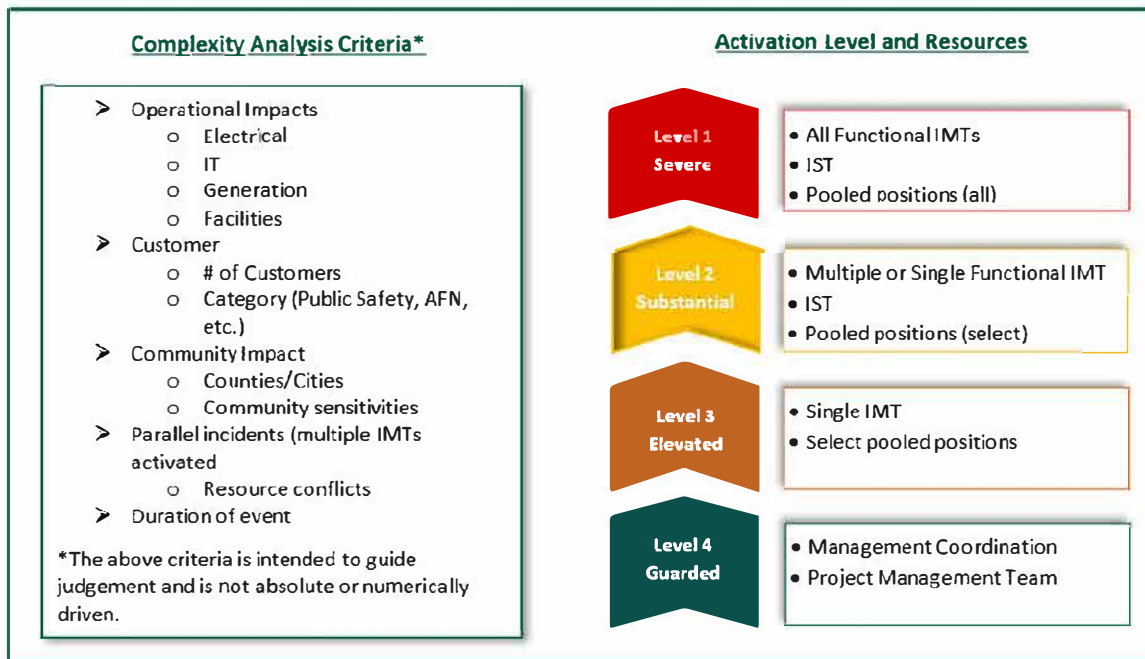 Complexity Analysis Criteria*
➤ Operational Impacts
o Electrical
o IT
o Generation
o Facilities
➤ Customer
o # of Customers
o Category (Public Safety, AFN,
etc.)
➤ Community Impact
o Counties/Cities
o Community sensitivities
➤ Parallel incidents (multiple IMTs
activated
o Resource conflicts
➤ Duration of event
*The above criteria is intended to guide
judgement and is not absolute or numerically
driven.
Activation Level and Resources
Level 1
Severe
• All Functional IMTs
• IST
• Pooled positions (all)
Level 2
Substantial
• Multiple or Single Functional IMT
• IST
• Pooled positions (select)
Level 3
Elevated
• Single IMT
• Select pooled positions
Level 4
Guarded
• Management Coordination
• Project Management Team